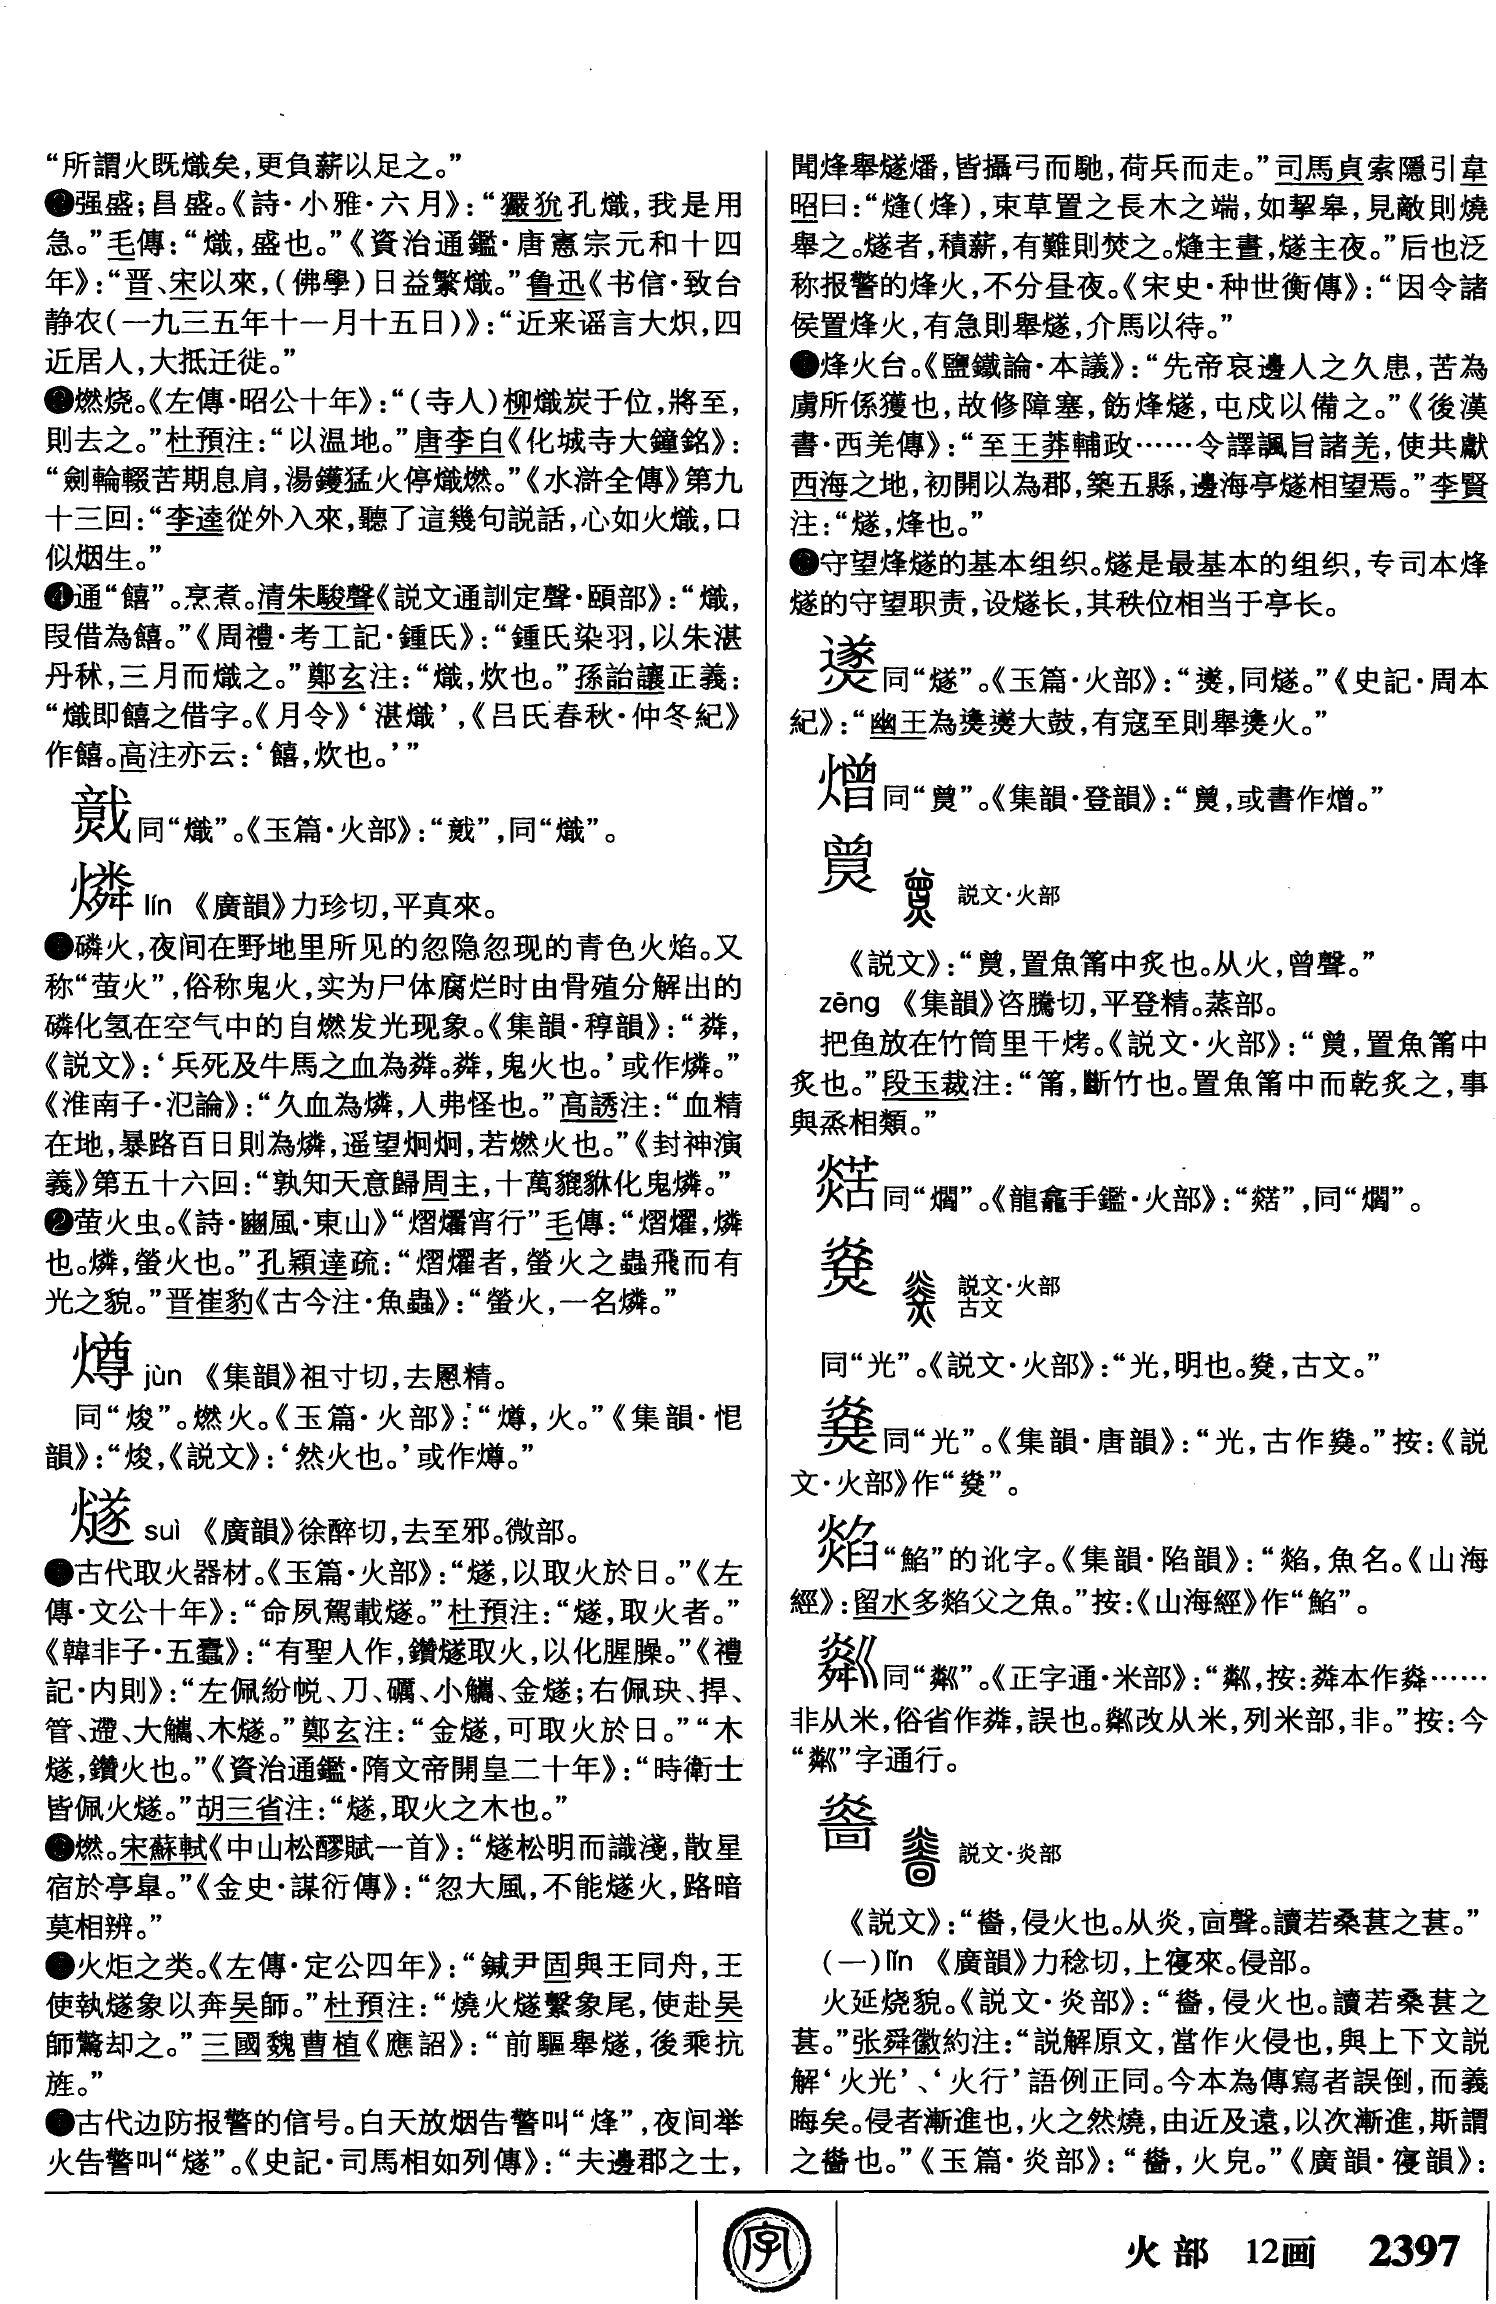 “所謂火既熾矣，更負薪以足之。”
❷强盛；昌盛。《詩·小雅·六月》：“玁狁孔熾，我是用
急。”毛傳：“熾，盛也。”《資治通鑑·唐憲宗元和十四
年》：“晋、宋以來，（佛學）日益繁熾。”鲁迅《书信·致台
静农（一九三五年十一月十五日）》：“近来谣言大炽，四
近居人，大抵迁徙。”
❸燃烧。《左傳·昭公十年》：“（寺人）柳熾炭于位，將至，
則去之。”杜預注：“以温地。”唐李白《化城寺大鐘銘》：
“劍輪輟苦期息肩，湯鑊猛火停熾燃。”《水滸全傳》第九
十三回：“李逵從外入來，聽了這幾句説話，心如火熾，口
似烟生。”
❹通“饎”。烹煮。清朱駿聲《説文通訓定聲·頤部》：“熾，
叚借為饎。”《周禮·考工記·鍾氏》：“鍾氏染羽，以朱湛
丹秫，三月而熾之。”鄭玄注：“熾，炊也。”孫詒讓正義：
“熾即饎之借字。《月令》‘湛熾’，《吕氏春秋·仲冬紀》
作饎。高注亦云：‘饎，炊也。’”
同“熾”。《玉篇·火部》：“”，同“熾”。
燐 lín 《廣韻》力珍切，平真來。
❶磷火，夜间在野地里所见的忽隐忽现的青色火焰。又
称“萤火”，俗称鬼火，实为尸体腐烂时由骨殖分解出的
磷化氢在空气中的自燃发光现象。《集韻·稕韻》：“粦，
《説文》：‘兵死及牛馬之血為粦。粦，鬼火也。’或作燐。”
《淮南子·氾論》：“久血為燐，人弗怪也。”高誘注：“血精
在地，暴路百日則為燐，遥望炯炯，若燃火也。”《封神演
義》第五十六回：“孰知天意歸周主，十萬貔貅化鬼燐。”
❷萤火虫。《詩·豳風·東山》“熠燿宵行”毛傳：“熠燿，燐
也。燐，螢火也。”孔穎達疏：“熠燿者，螢火之蟲飛而有
光之貌。”晋崔豹《古今注·魚蟲》：“螢火，一名燐。”
燇 jùn 《集韻》祖寸切，去慁精。
同“焌”。燃火。《玉篇·火部》：“燇，火。”《集韻·恨
韻》：“焌，《説文》：‘然火也。’或作燇。”
燧 suì 《廣韻》徐醉切，去至邪。微部。
❶古代取火器材。《玉篇·火部》：“燧，以取火於日。”《左
傳·文公十年》：“命夙駕載燧。”杜預注：“燧，取火者。”
《韓非子·五蠹》：“有聖人作，鑽燧取火，以化腥臊。”《禮
記·内則》：“左佩紛帨、刀、礪、小觿、金燧；右佩玦、捍、
管、遰、大觿、木燧。”鄭玄注：“金燧，可取火於日。”“木
燧，鑽火也。”《資治通鑑·隋文帝開皇二十年》：“時衛士
皆佩火燧。”胡三省注：“燧，取火之木也。”
❷燃。宋蘇軾《中山松醪賦一首》：“燧松明而識淺，散星
宿於亭皐。”《金史·謀衍傳》：“忽大風，不能燧火，路暗
莫相辨。”
❸火炬之类。《左傳·定公四年》：“鍼尹固與王同舟，王
使執燧象以奔吴師。”杜預注：“燒火燧繫象尾，使赴吴
師驚却之。”三國魏曹植《應詔》：“前驅舉燧，後乘抗
旌。”
❹古代边防报警的信号。白天放烟告警叫“烽”，夜间举
火告警叫“燧”。《史記·司馬相如列傳》：“夫邊郡之士，
聞烽舉燧燔，皆攝弓而馳，荷兵而走。”司馬貞索隱引韋
昭曰：“熢（烽），束草置之長木之端，如挈皋，見敵則燒
舉之。燧者，積薪，有難則焚之。熢主晝，燧主夜。”后也泛
称报警的烽火，不分昼夜。《宋史·种世衡傳》：“因令諸
侯置烽火，有急則舉燧，介馬以待。”
❺烽火台。《鹽鐵論·本議》：“先帝哀邊人之久患，苦為
虜所係獲也，故修障塞，飭烽燧，屯戍以備之。”《後漢
書·西羌傳》：“至王莽輔政……令譯諷旨諸羌，使共獻
西海之地，初開以為郡，築五縣，邊海亭燧相望焉。”李賢
注：“燧，烽也。”
❻守望烽燧的基本组织。燧是最基本的组织，专司本烽
燧的守望职责，设燧长，其秩位相当于亭长。
㸂同“燧”。《玉篇·火部》：“㸂，同燧。”《史記·周本
紀》：“幽王為㷭㸂大鼓，有寇至則舉㷭火。”
熷同“㷓”。《集韻·登韻》：“㷓，或書作熷。”
㷓 説文·火部
《説文》：“㷓，置魚筩中炙也。从火，曾聲。”
zēng 《集韻》咨騰切，平登精。蒸部。
把鱼放在竹筒里干烤。《説文·火部》：“㷓，置魚筩中
炙也。”段玉裁注：“筩，斷竹也。置魚筩中而乾炙之，事
與烝相類。”
同“爓”。《龍龕手鑑·火部》：“”，同“爓”。
説文·火部
古文
同“光”。《説文·火部》：“光，明也。，古文。”
同“光”。《集韻·唐韻》：“光，古作。”按：《説
文·火部》作“”。
“鮥”的讹字。《集韻·陷韻》：“，魚名。《山海
經》：留水多父之魚。”按：《山海經》作“”。
同“粼”。《正字通·米部》：“粼，按：粦本作㷠……
非从米，俗省作粦，誤也。粼改从米，列米部，非。”按：今
“粼”字通行。
㷭 説文·炎部
《説文》：“，侵火也。从炎，㐭聲。讀若桑葚之葚。”
（一）lǐn 《廣韻》力稔切，上寑來。侵部。
火延烧貌。《説文·炎部》：“，侵火也。讀若桑葚之
葚。”张舜徽約注：“説解原文，當作火侵也，與上下文説
解‘火光’、‘火行’語例正同。今本為傳寫者誤倒，而義
晦矣。侵者漸進也，火之然燒，由近及遠，以次漸進，斯謂
之也。”《玉篇·炎部》：“，火皃。”《廣韻·寑韻》：
字
火部 12画 2397